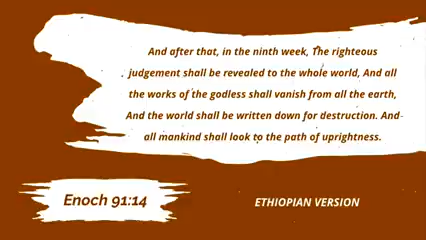 And after that, in the ninth week, The righteous
judgement shall be revealed to the whole world, And all
the works of the godless shall vanish from all the earth,
And the world shall be written down for destruction. And
all mankind shall look to the path of uprightness.
Enoch 91:14
ETHIOPIAN VERSION